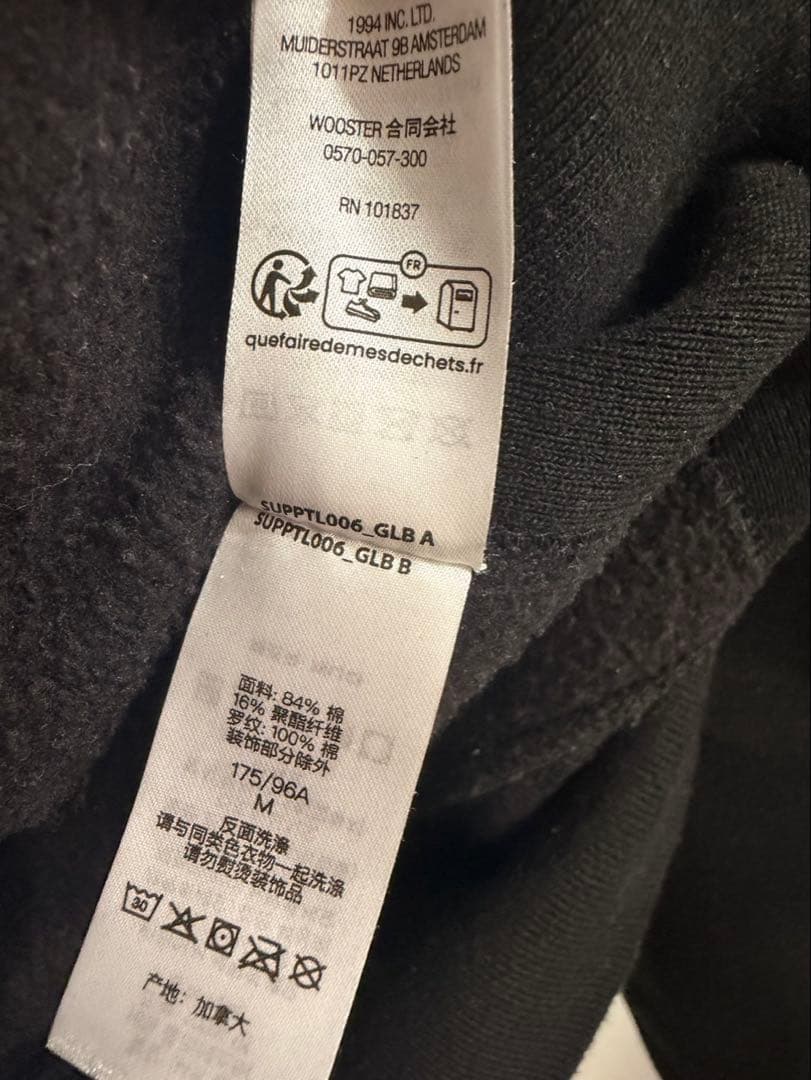 1994 INC. LTD.
MUIDERSTRAAT 9B AMSTERDAM
1011PZ NETHERLANDS
WOOSTER 合同会社
0570-057-300
RN 101837
FR
quefairedemesdechets.fr
SUPPTL006_GLB A
SUPPTL006_GLB B
面料: 84% 棉
16% 聚酯纤维
罗纹: 100% 棉
装饰部分除外
175/96A
M
反面洗涤
请与同类色衣物一起洗涤
请勿熨烫装饰品
30
产地: 加拿大